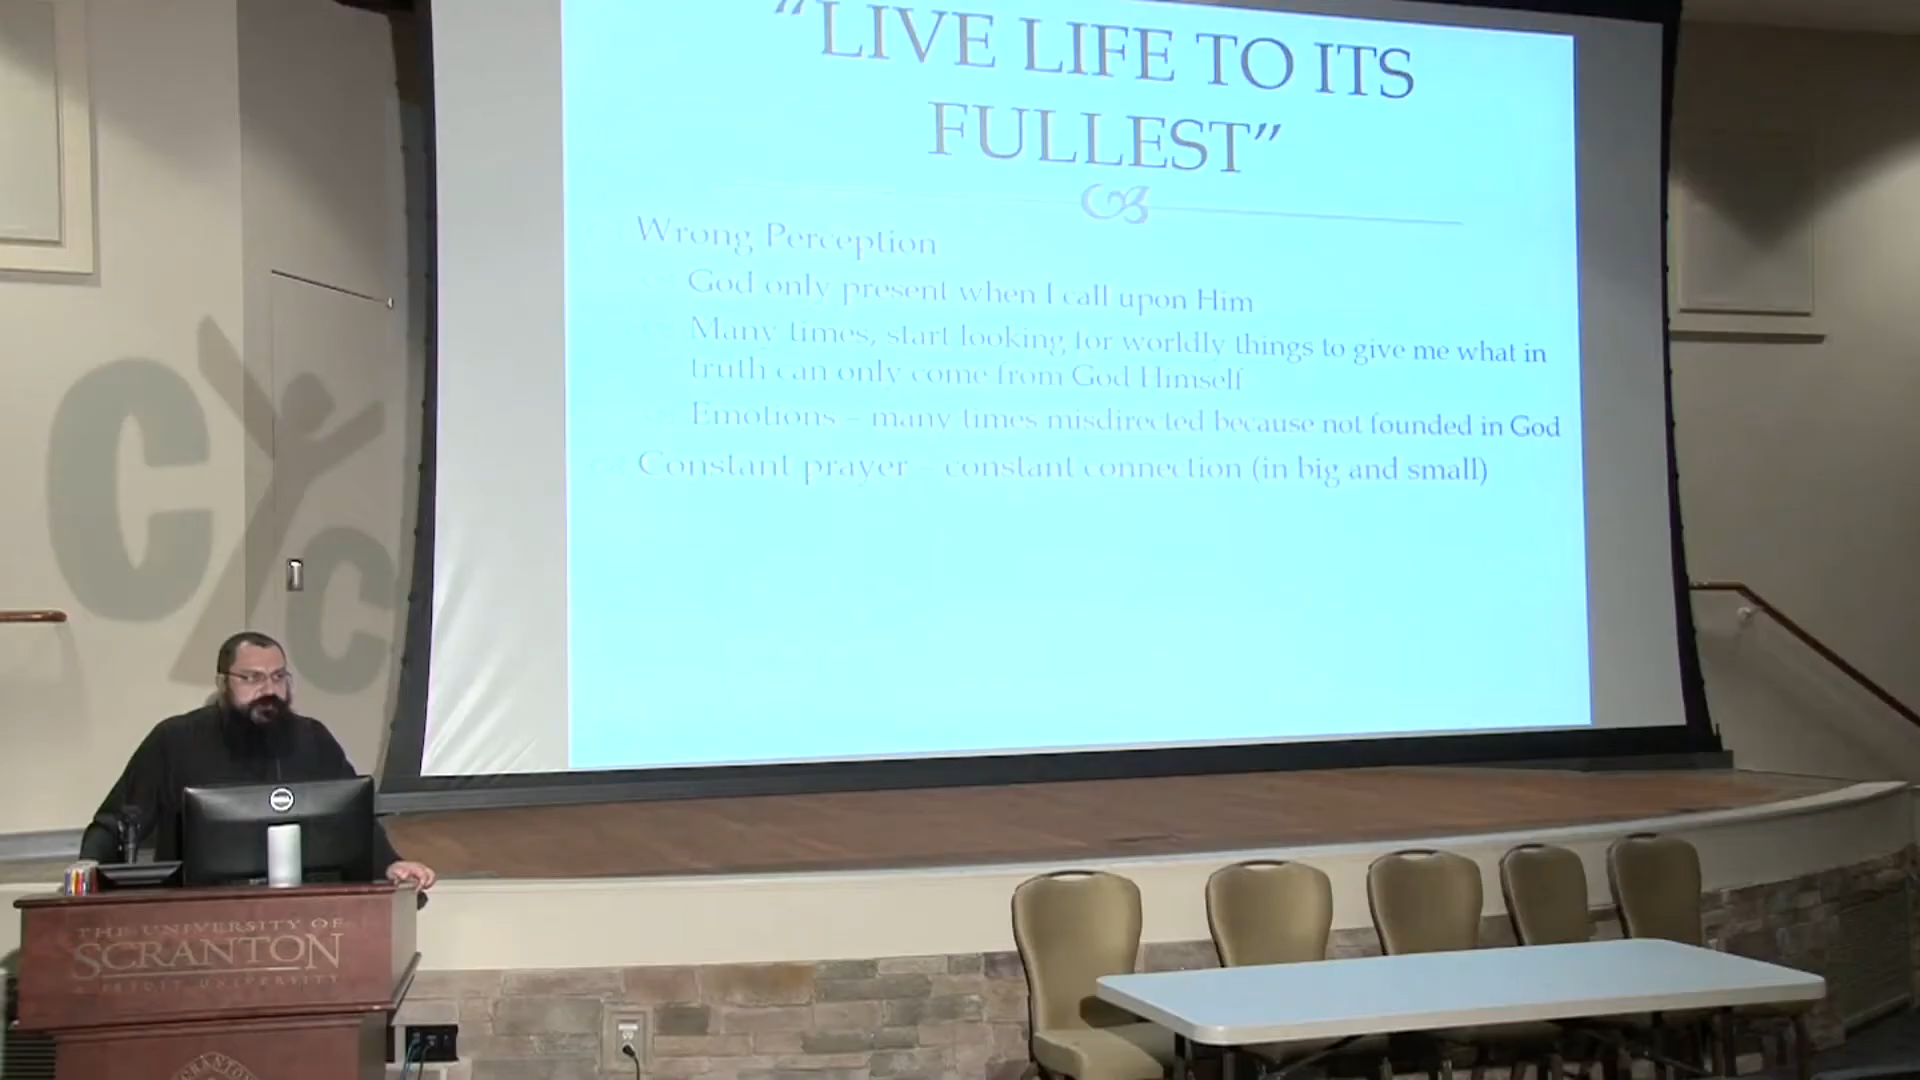 “LIVE LIFE TO ITS
FULLEST”
Wrong Perception
God only present when I call upon Him
Many times, start looking for worldly things to give me what in
truth can only come from God Himself
Emotions – many times misdirected because not founded in God
Constant prayer – constant connection (in big and small)
CYC
THE UNIVERSITY OF
SCRANTON
A JESUIT UNIVERSITY
SCRANTON